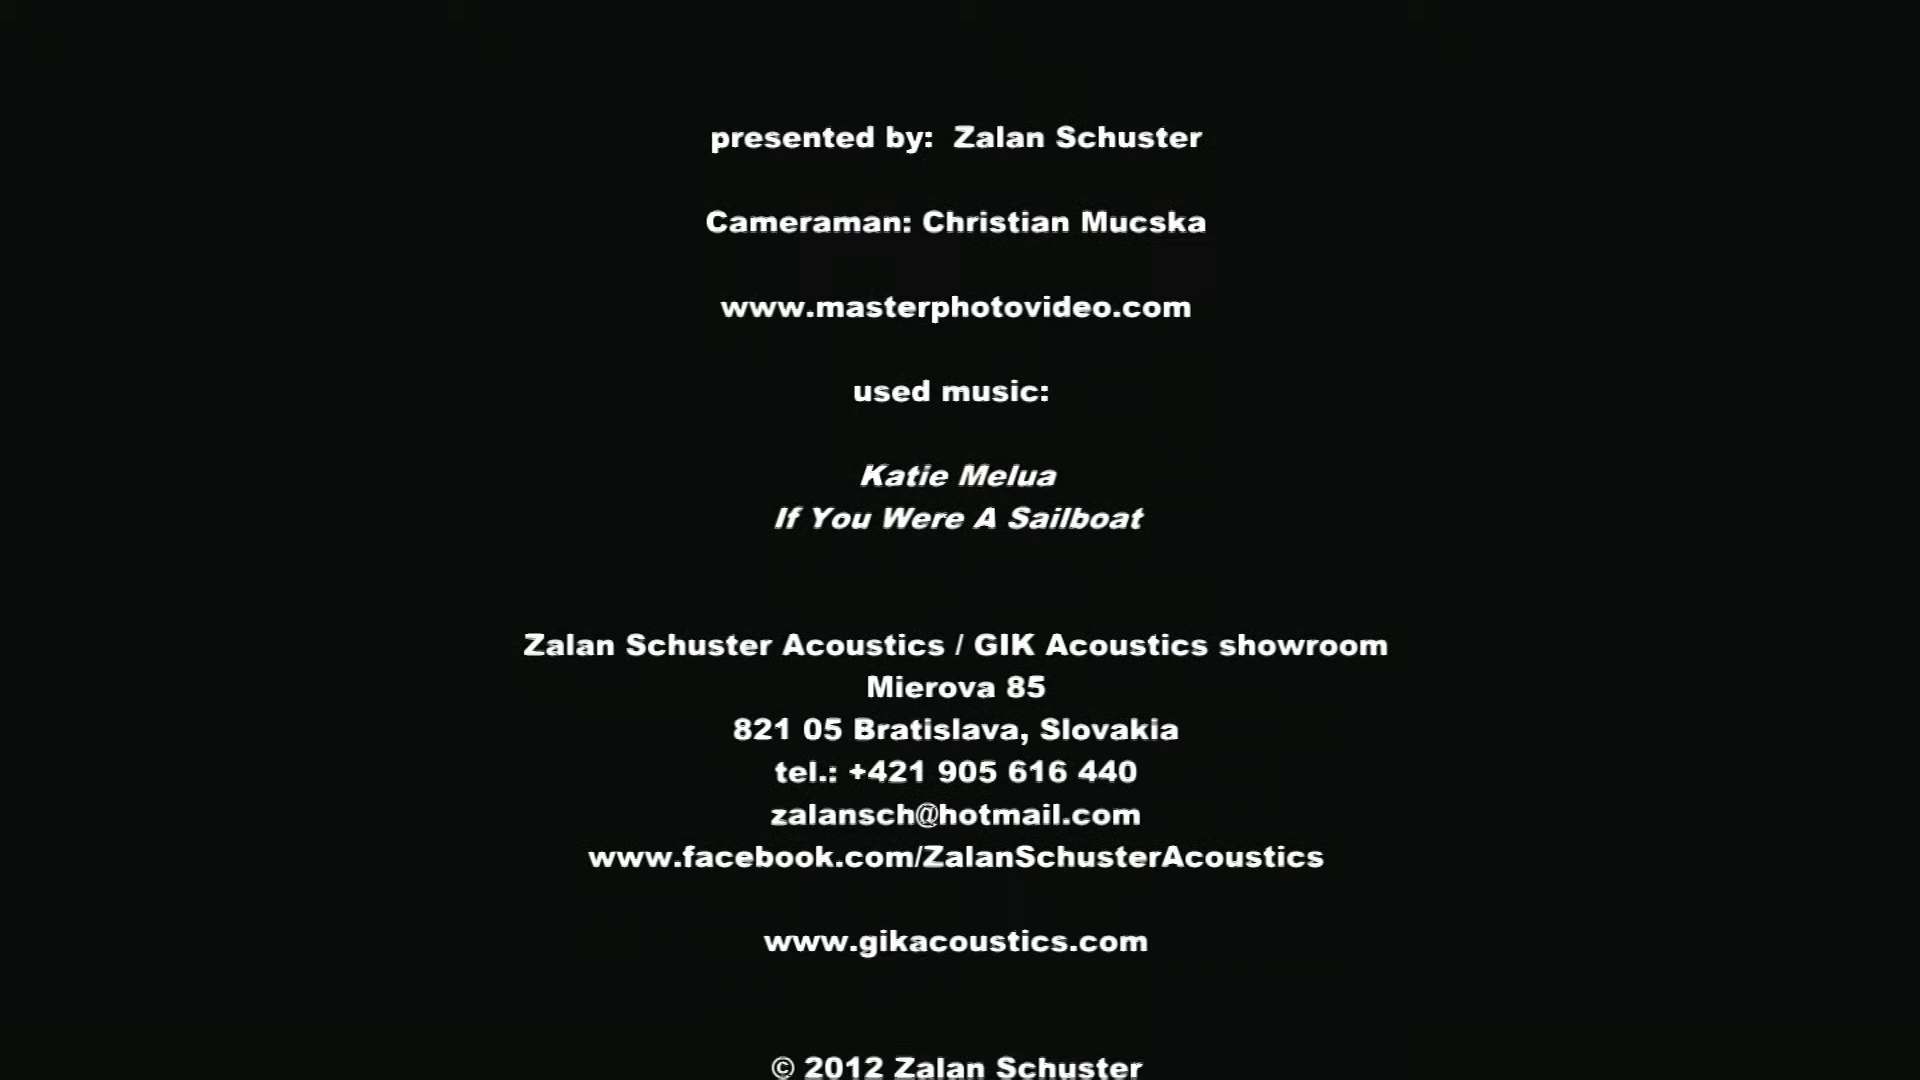 presented by:  Zalan Schuster
Cameraman: Christian Mucska
www.masterphotovideo.com
used music:
Katie Melua
If You Were A Sailboat
Zalan Schuster Acoustics / GIK Acoustics showroom
Mierova 85
821 05 Bratislava, Slovakia
tel.: +421 905 616 440
zalansch@hotmail.com
www.facebook.com/ZalanSchusterAcoustics
www.gikacoustics.com
© 2012 Zalan Schuster